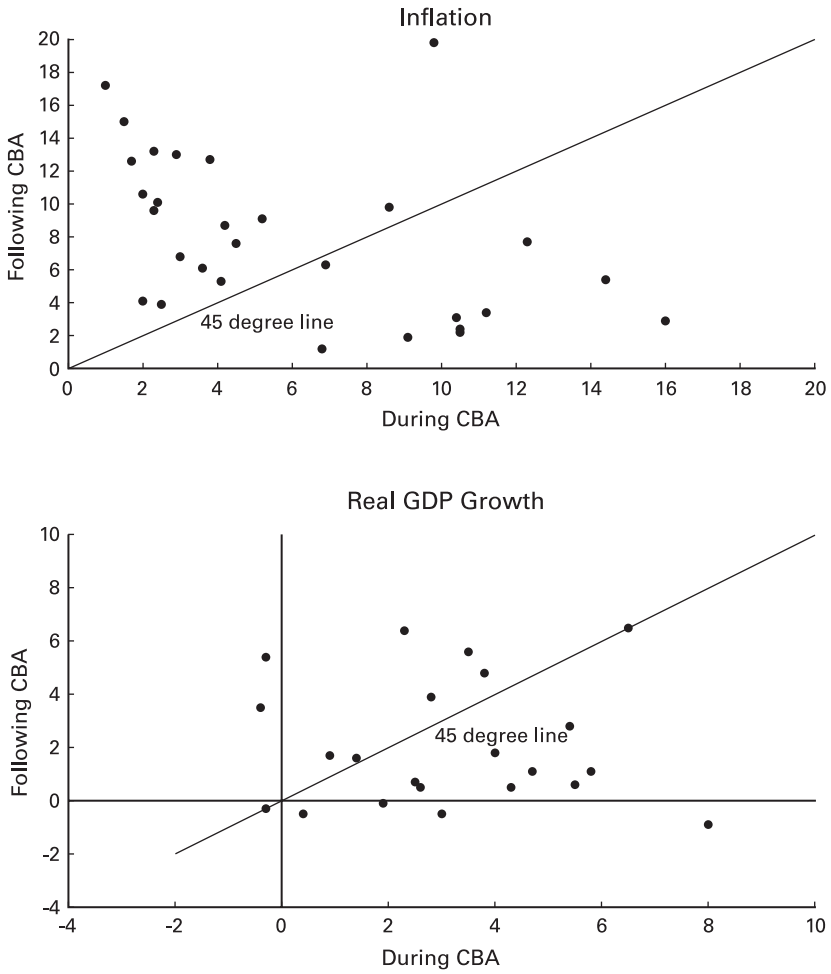 Inflation
20
18
16
14
12
10
8
6
4
2
0
Following CBA
45 degree line
0 2 4 6 8 10 12 14 16 18 20
During CBA
Real GDP Growth
10
8
6
4
2
0
-2
-4
Following CBA
45 degree line
-4 -2 0 2 4 6 8 10
During CBA